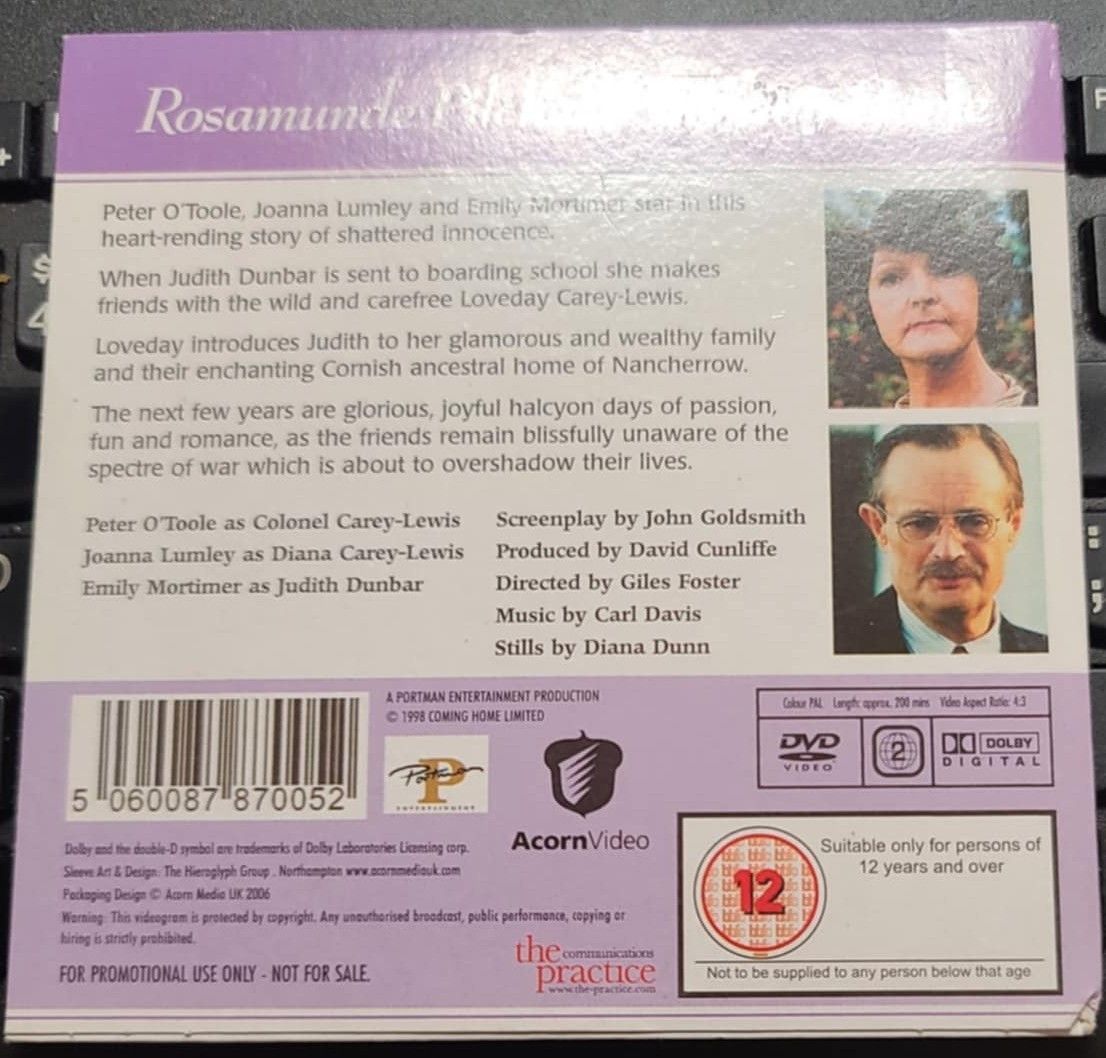 Rosamunde
Peter O'Toole, Joanna Lumley and Emily Mortimer star in this
heart-rending story of shattered innocence.
When Judith Dunbar is sent to boarding school she makes
friends with the wild and carefree Loveday Carey-Lewis.
Loveday introduces Judith to her glamorous and wealthy family
and their enchanting Cornish ancestral home of Nancherrow.
The next few years are glorious, joyful halcyon days of passion,
fun and romance, as the friends remain blissfully unaware of the
spectre of war which is about to overshadow their lives.
Peter O'Toole as Colonel Carey-Lewis
Joanna Lumley as Diana Carey-Lewis
Emily Mortimer as Judith Dunbar
Screenplay by John Goldsmith
Produced by David Cunliffe
Directed by Giles Foster
Music by Carl Davis
Stills by Diana Dunn
A PORTMAN ENTERTAINMENT PRODUCTION
© 1998 COMING HOME LIMITED
Colour PAL Length: approx. 200 mins Video Aspect Ratio: 4:3
DVD
VIDEO
2
DOLBY
DIGITAL
5 060087 870052
Portman
P
ENTERTAINMENT
AcornVideo
Dolby and the double-D symbol are trademarks of Dolby Laboratories Licensing corp.
Sleeve Art & Design: The Hieroglyph Group . Northampton www.acornmediauk.com
Packaging Design © Acorn Media UK 2006
Warning: This videogram is protected by copyright. Any unauthorised broadcast, public performance, copying or
hiring is strictly prohibited.
FOR PROMOTIONAL USE ONLY - NOT FOR SALE.
the communications
practice
www.the-practice.com
12
Suitable only for persons of
12 years and over
Not to be supplied to any person below that age
$
4